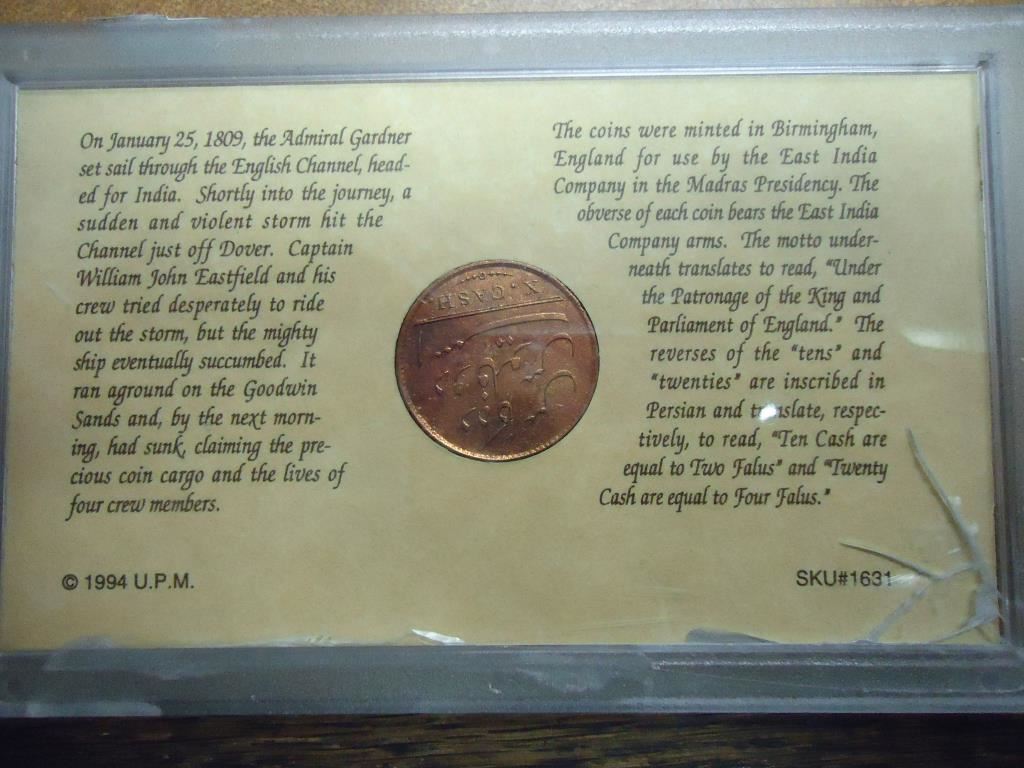 On January 25, 1809, the Admiral Gardner
set sail through the English Channel, head-
ed for India. Shortly into the journey, a
sudden and violent storm hit the
Channel just off Dover. Captain
William John Eastfield and his
crew tried desperately to ride
out the storm, but the mighty
ship eventually succumbed. It
ran aground on the Goodwin
Sands and, by the next morn-
ing, had sunk, claiming the pre-
cious coin cargo and the lives of
four crew members.
The coins were minted in Birmingham,
England for use by the East India
Company in the Madras Presidency. The
obverse of each coin bears the East India
Company arms. The motto under-
neath translates to read, "Under
the Patronage of the King and
Parliament of England." The
reverses of the "tens" and
"twenties" are inscribed in
Persian and translate, respec-
tively, to read, "Ten Cash are
equal to Two Falus" and "Twenty
Cash are equal to Four Falus."
X·CASH
© 1994 U.P.M.
SKU#1631